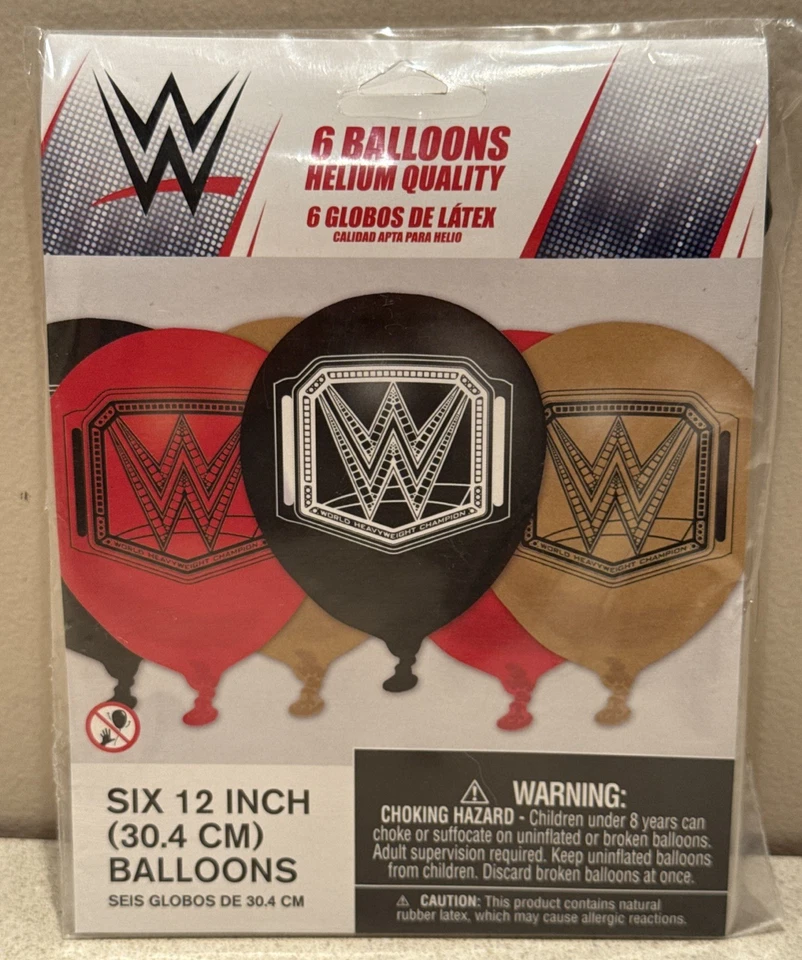 W
6 BALLOONS
HELIUM QUALITY
6 GLOBOS DE LÁTEX
CALIDAD APTA PARA HELIO
W
WORLD HEAVYWEIGHT CHAMPION
W
WORLD HEAVYWEIGHT CHAMPION
W
WORLD HEAVYWEIGHT CHAMPION
SIX 12 INCH
(30.4 CM)
BALLOONS
SEIS GLOBOS DE 30.4 CM
WARNING:
CHOKING HAZARD - Children under 8 years can
choke or suffocate on uninflated or broken balloons.
Adult supervision required. Keep uninflated balloons
from children. Discard broken balloons at once.
CAUTION: This product contains natural
rubber latex, which may cause allergic reactions.